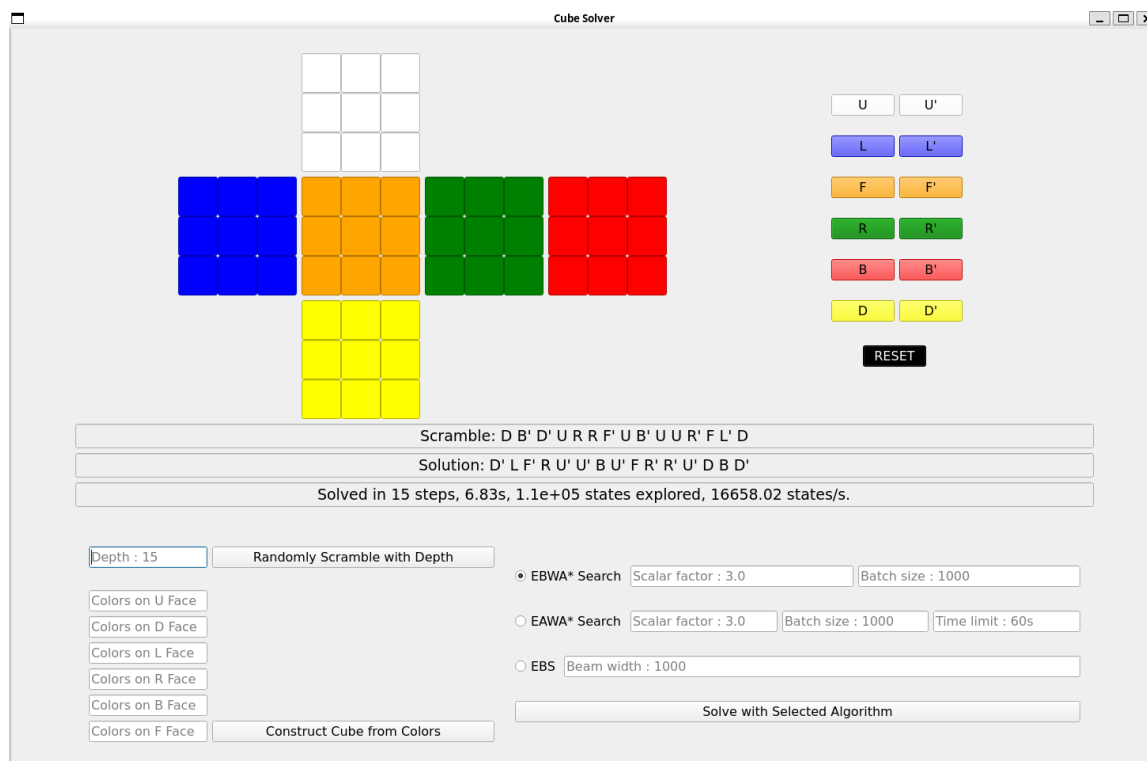 Cube Solver
U U'
L L'
F F'
R R'
B B'
D D'
RESET
Scramble: D B' D' U R R F' U B' U U R' F L' D
Solution: D' L F' R U' U' B U' F R' R' U' D B D'
Solved in 15 steps, 6.83s, 1.1e+05 states explored, 16658.02 states/s.
Depth : 15 Randomly Scramble with Depth
Colors on U Face
Colors on D Face
Colors on L Face
Colors on R Face
Colors on B Face
Colors on F Face Construct Cube from Colors
EBWA* Search Scalar factor : 3.0 Batch size : 1000
EAWA* Search Scalar factor : 3.0 Batch size : 1000 Time limit : 60s
EBS Beam width : 1000
Solve with Selected Algorithm